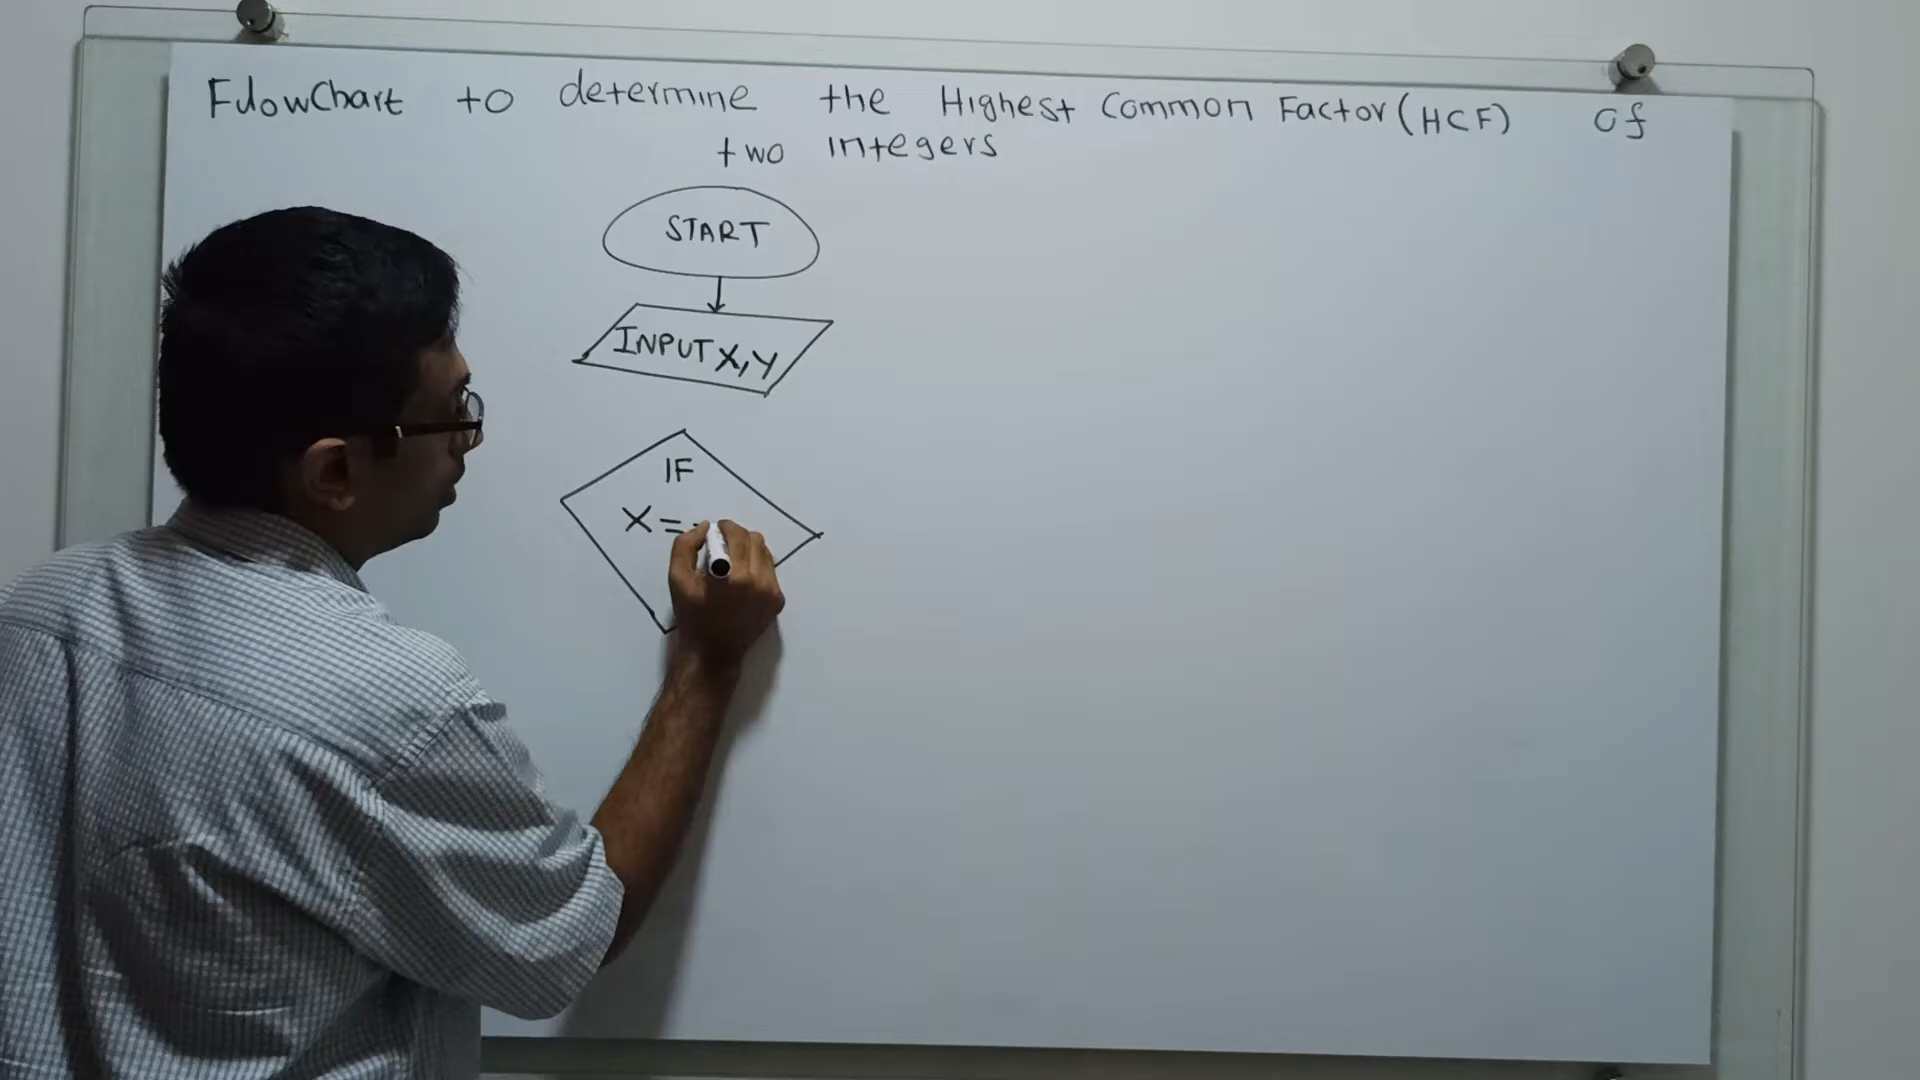 FlowChart to determine the Highest Common Factor (HCF) of
two integers
START
INPUT X,Y
IF
X=